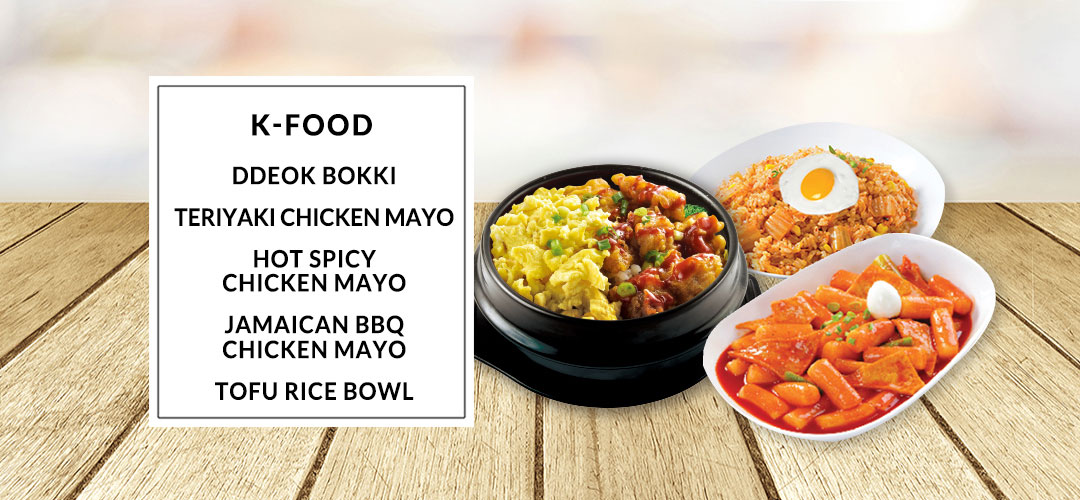 K-FOOD
DDEOK BOKKI
TERIYAKI CHICKEN MAYO
HOT SPICY
CHICKEN MAYO
JAMAICAN BBQ
CHICKEN MAYO
TOFU RICE BOWL